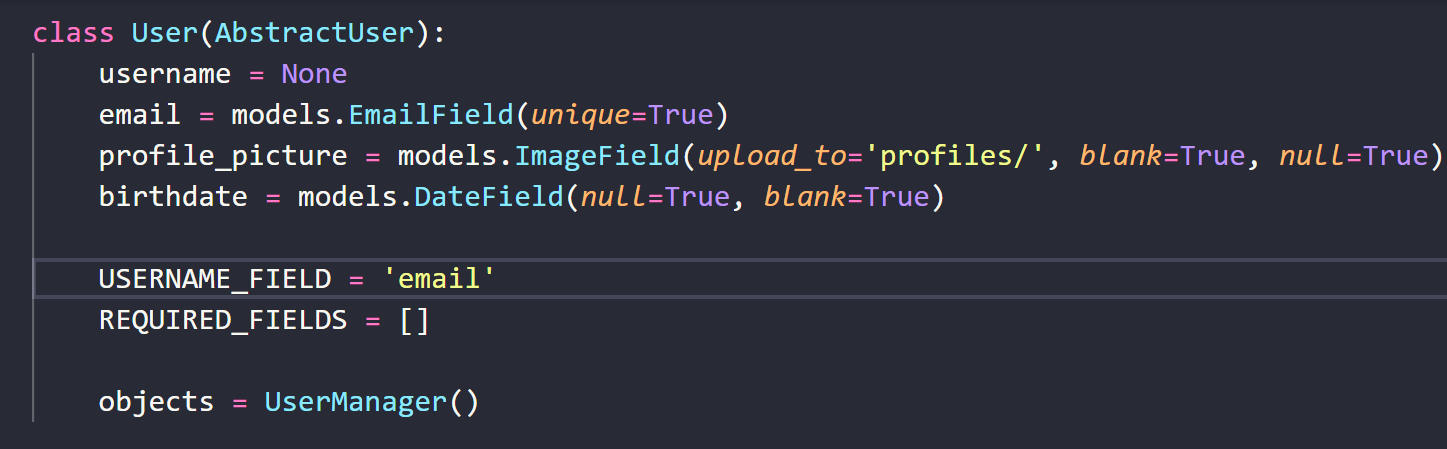 class User(AbstractUser):
    username = None
    email = models.EmailField(unique=True)
    profile_picture = models.ImageField(upload_to='profiles/', blank=True, null=True)
    birthdate = models.DateField(null=True, blank=True)

    USERNAME_FIELD = 'email'
    REQUIRED_FIELDS = []

    objects = UserManager()